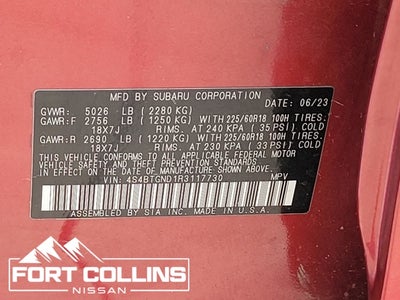 MFD BY SUBARU CORPORATION DATE: 06/23
GVWR: 5026 LB ( 2280 KG)
GAWR:F 2756 LB ( 1250 KG) WITH 225/60R18 100H TIRES.
18X7J RIMS. AT 240 KPA ( 35 PSI) COLD
GAWR:R 2690 LB ( 1220 KG) WITH 225/60R18 100H TIRES.
18X7J RIMS. AT 230 KPA ( 33 PSI) COLD
THIS VEHICLE CONFORMS TO ALL APPLICABLE FEDERAL MOTOR
VEHICLE SAFETY AND THEFT PREVENTION STANDARDS IN EFFECT ON
THE DATE OF MANUFACTURE SHOWN ABOVE.
VIN: 4S4BTGND1R3117730 MPV
ASSEMBLED BY SIA INC. MADE IN U.S.A.
FORT COLLINS
NISSAN